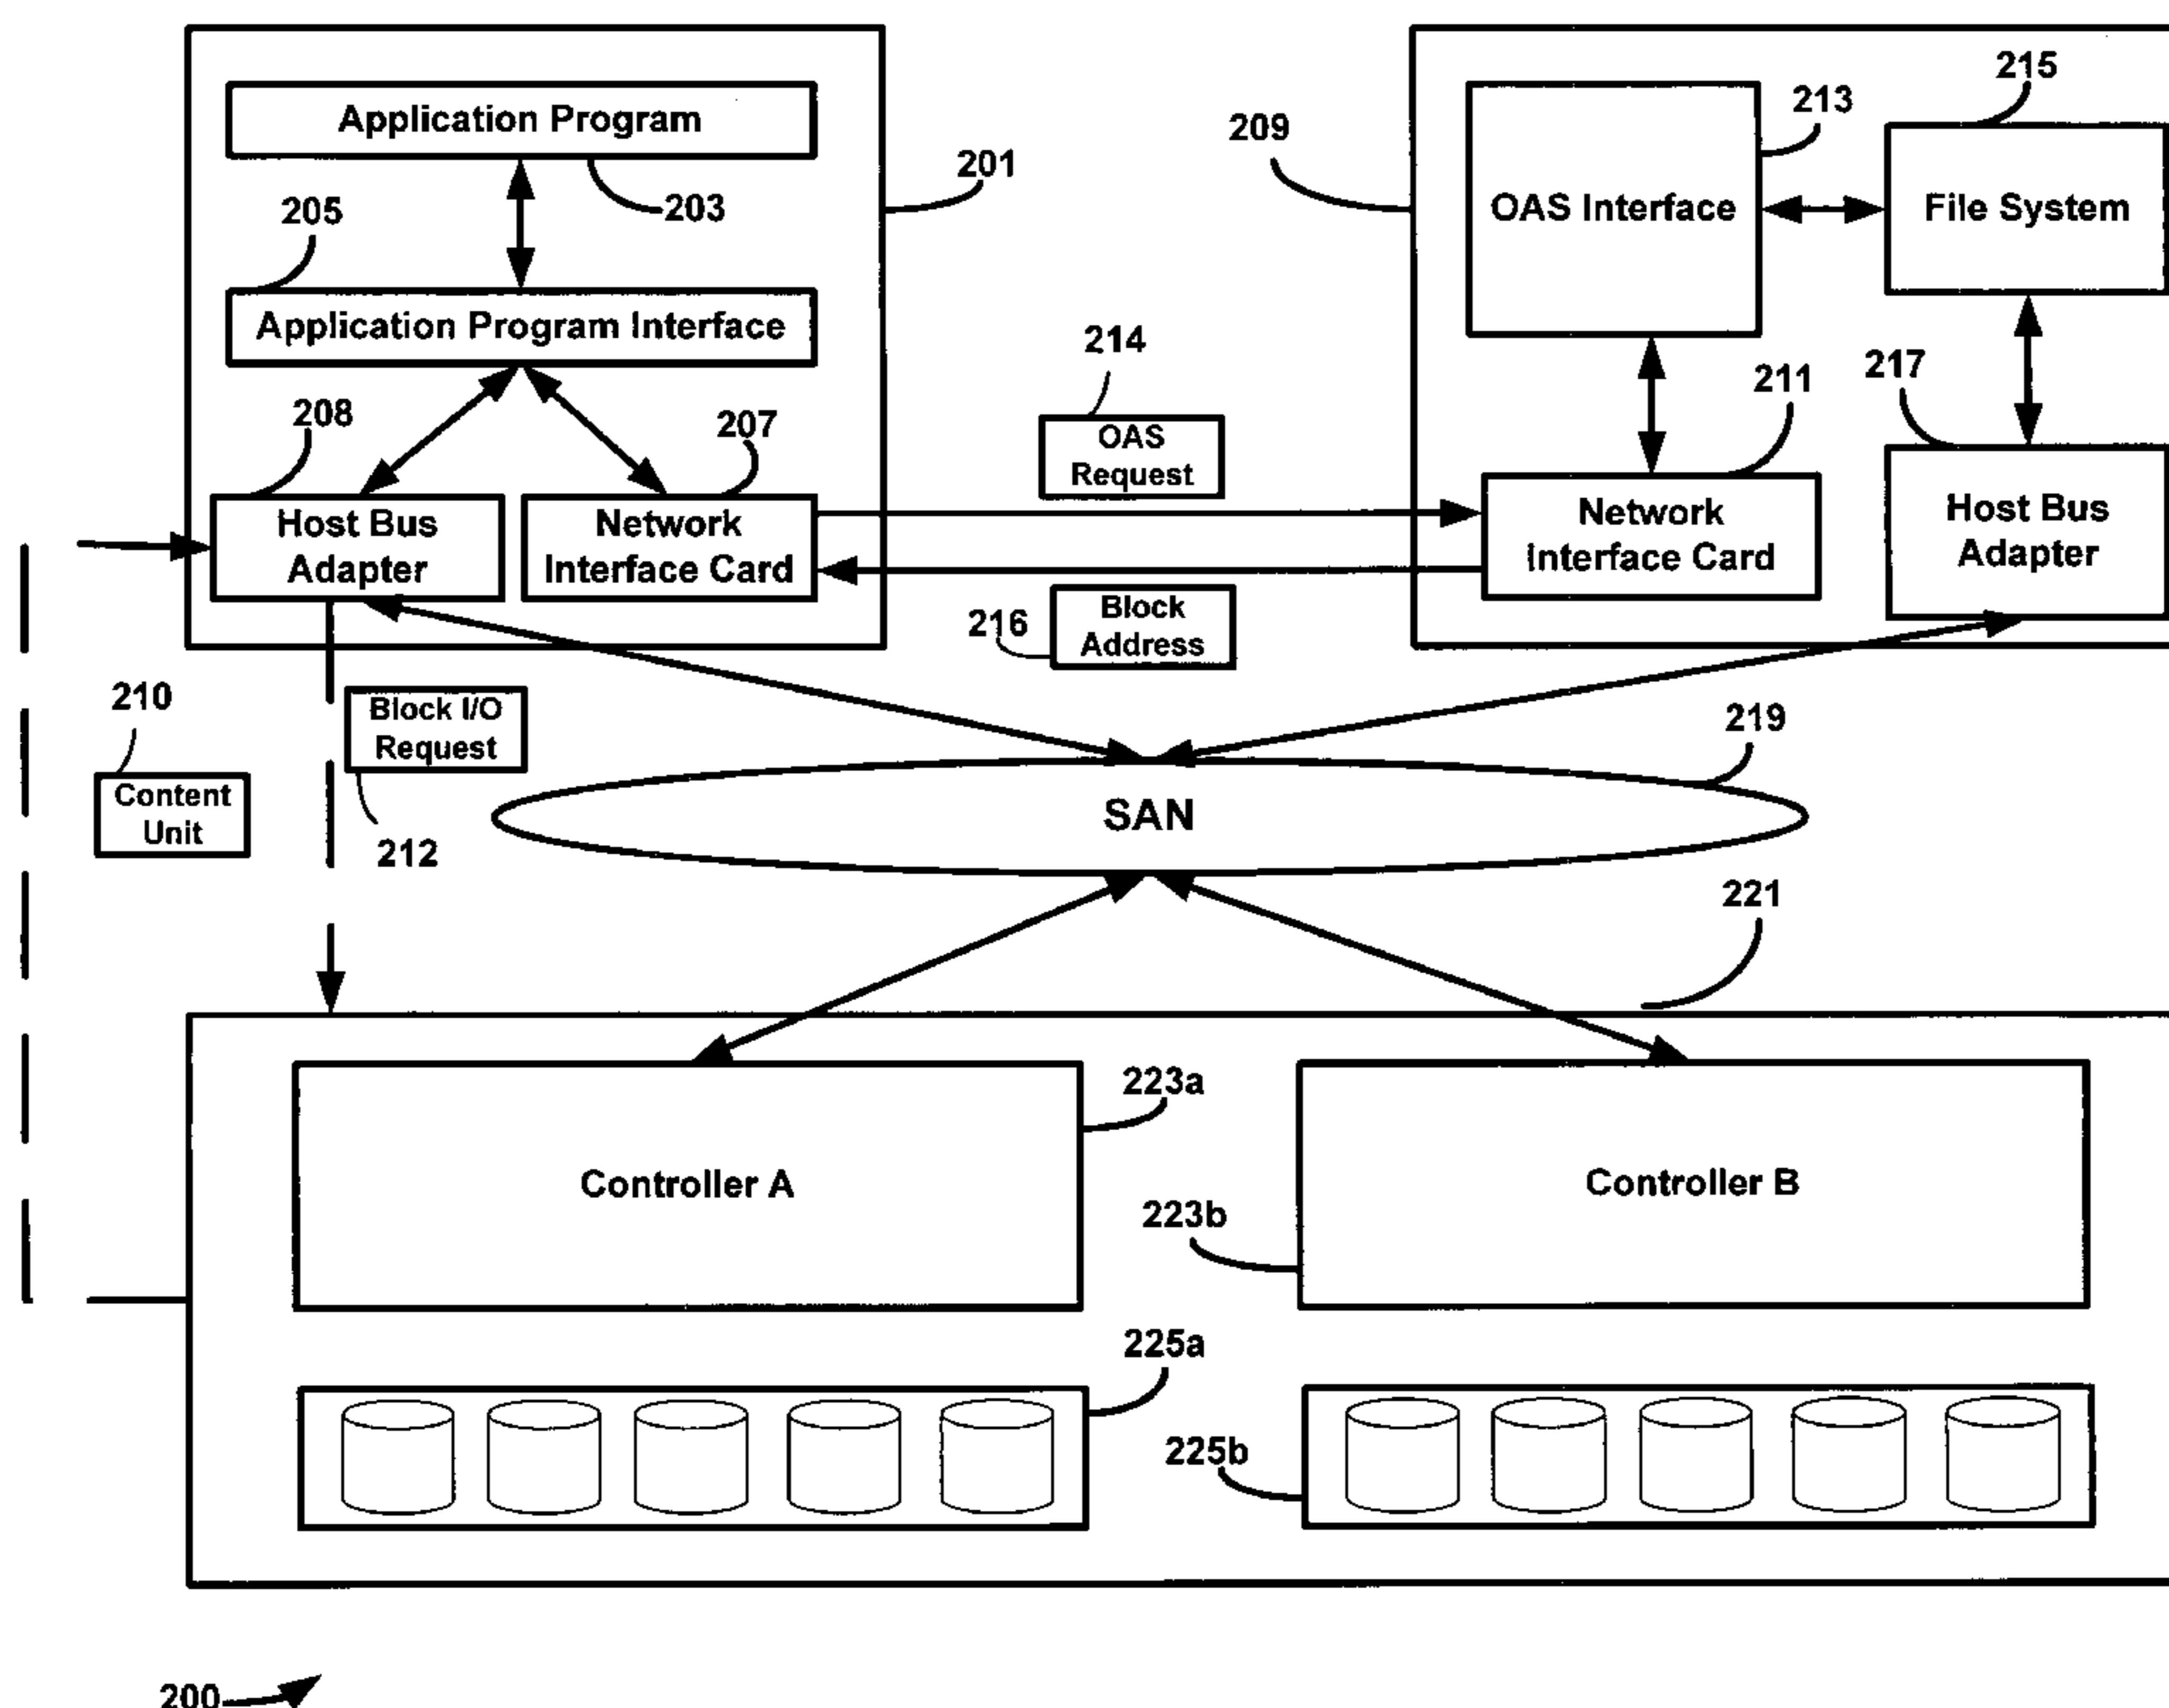 Application Program
203
201
205
Application Program Interface
208
207
Host Bus
Adapter
Network
Interface Card
209
OAS Interface
213
215
File System
211
217
Network
Interface Card
Host Bus
Adapter
214
OAS
Request
216
Block
Address
210
Content
Unit
Block I/O
Request
212
SAN
219
221
Controller A
223a
223b
Controller B
225a
225b
200